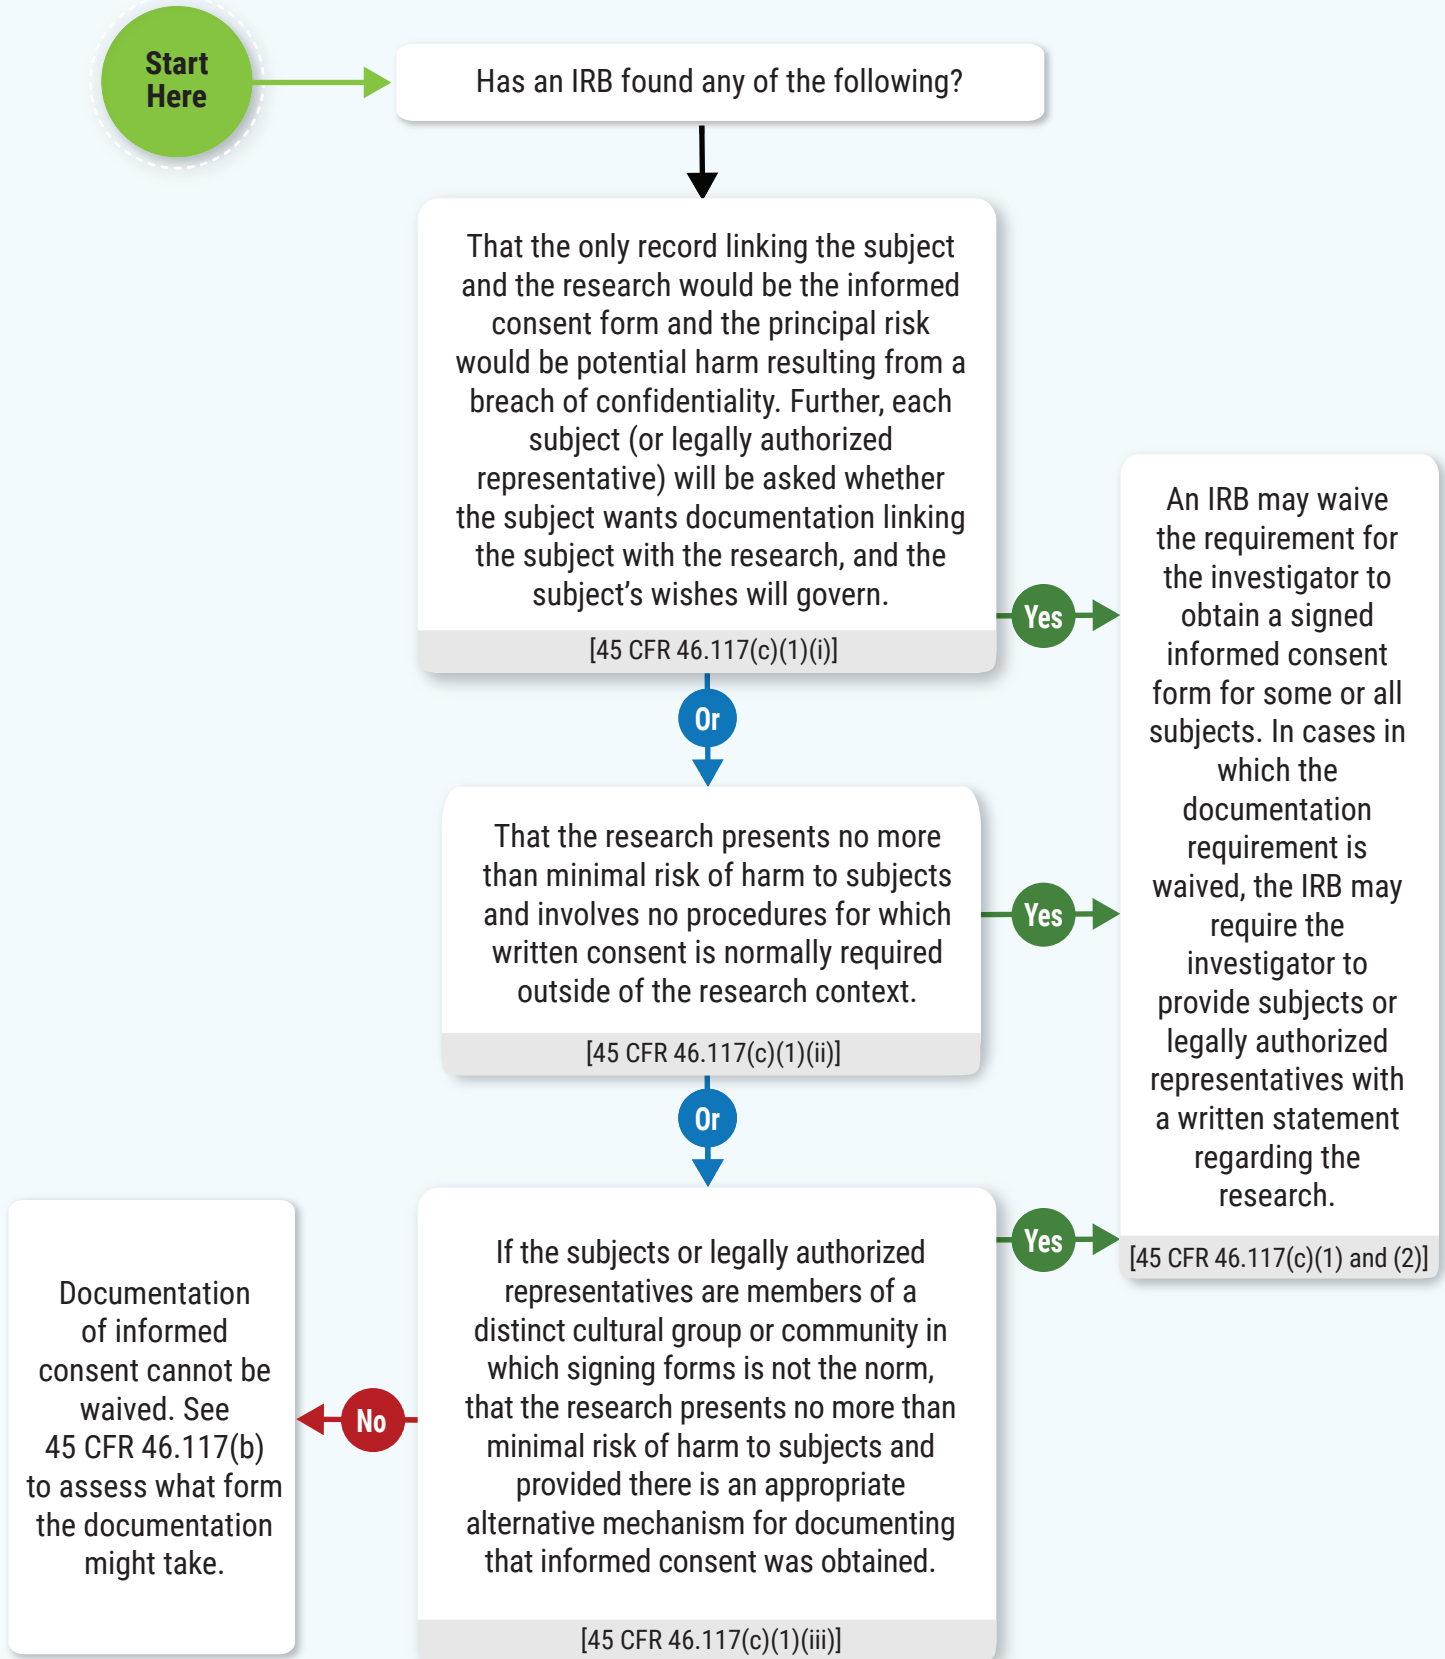 Start
Here
Has an IRB found any of the following?
That the only record linking the subject
and the research would be the informed
consent form and the principal risk
would be potential harm resulting from a
breach of confidentiality. Further, each
subject (or legally authorized
representative) will be asked whether
the subject wants documentation linking
the subject with the research, and the
subject’s wishes will govern.
[45 CFR 46.117(c)(1)(i)]
Yes
Or
That the research presents no more
than minimal risk of harm to subjects
and involves no procedures for which
written consent is normally required
outside of the research context.
[45 CFR 46.117(c)(1)(ii)]
Yes
Or
If the subjects or legally authorized
representatives are members of a
distinct cultural group or community in
which signing forms is not the norm,
that the research presents no more than
minimal risk of harm to subjects and
provided there is an appropriate
alternative mechanism for documenting
that informed consent was obtained.
[45 CFR 46.117(c)(1)(iii)]
Yes
An IRB may waive
the requirement for
the investigator to
obtain a signed
informed consent
form for some or all
subjects. In cases in
which the
documentation
requirement is
waived, the IRB may
require the
investigator to
provide subjects or
legally authorized
representatives with
a written statement
regarding the
research.
[45 CFR 46.117(c)(1) and (2)]
No
Documentation
of informed
consent cannot be
waived. See
45 CFR 46.117(b)
to assess what form
the documentation
might take.